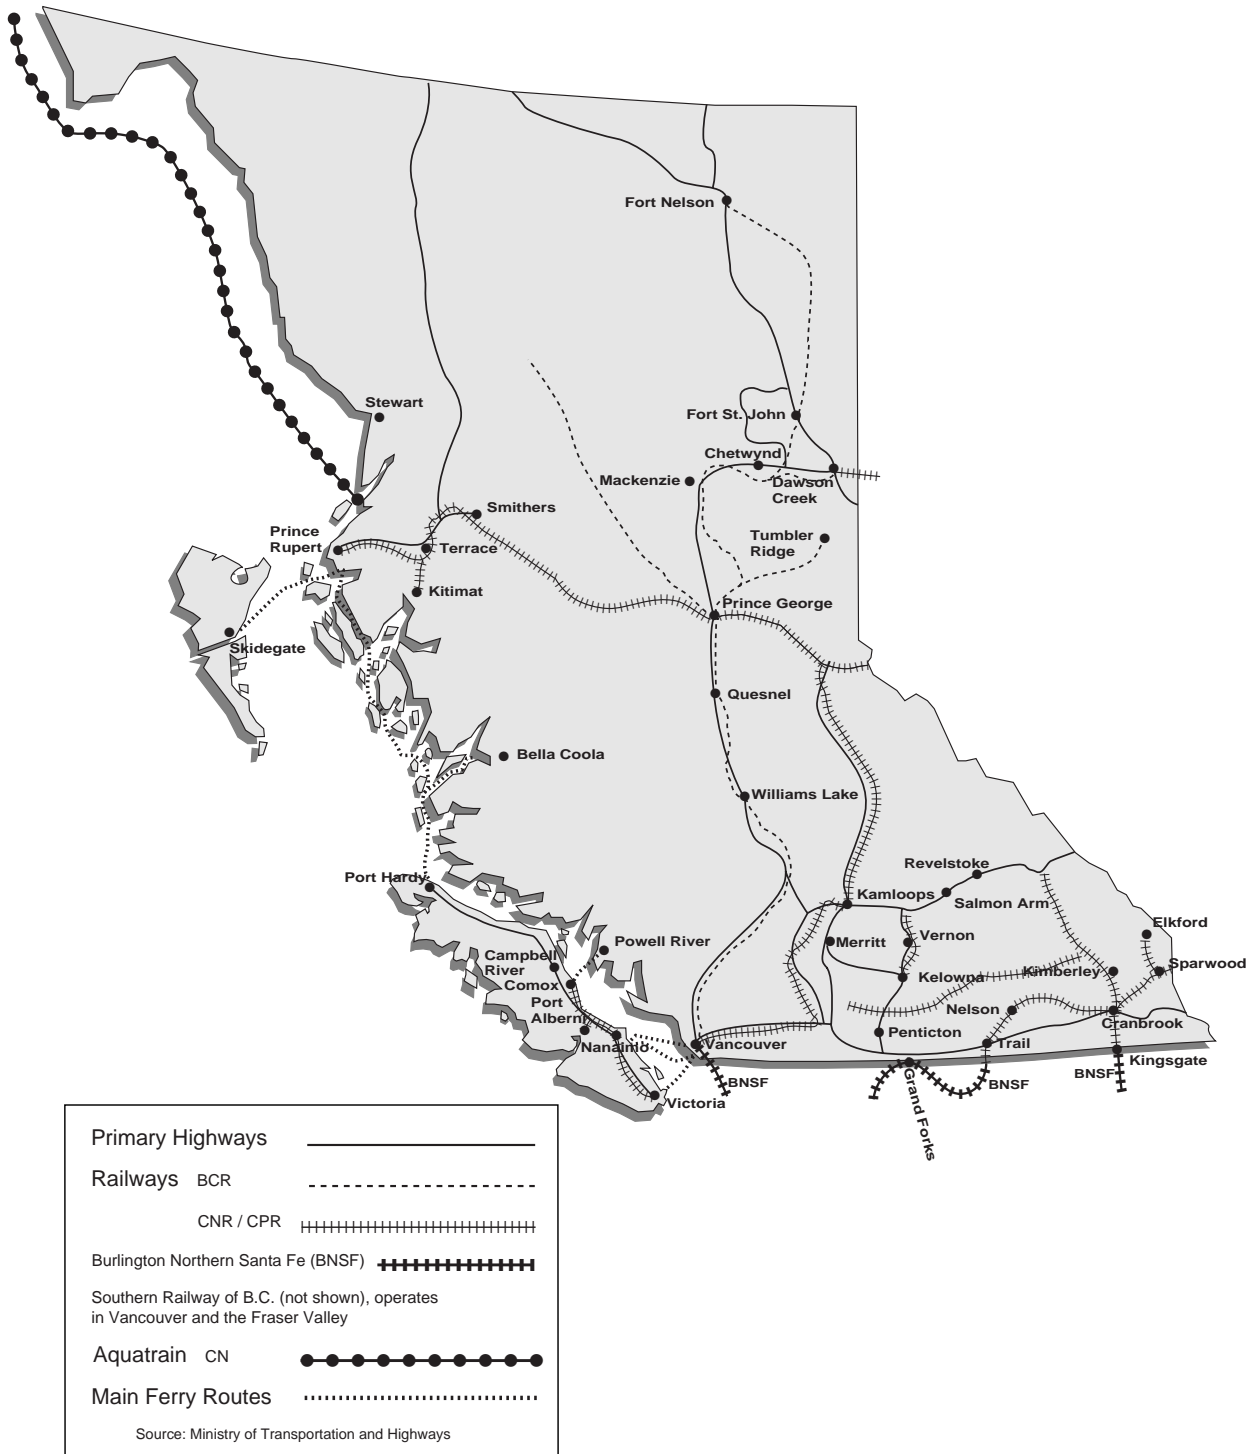 Fort Nelson
Stewart
Fort St. John
Chetwynd
Mackenzie
Dawson
Creek
Smithers
Prince
Rupert
Terrace
Tumbler
Ridge
Kitimat
Prince George
Skidegate
Quesnel
Bella Coola
Williams Lake
Port Hardy
Revelstoke
Kamloops
Salmon Arm
Elkford
Powell River
Merritt
Vernon
Campbell
River
Sparwood
Kelowna
Kimberley
Comox
Port
Alberni
Nelson
Cranbrook
Nanaimo
Vancouver
Penticton
Trail
Kingsgate
BNSF
BNSF
BNSF
Grand Forks
Victoria
Primary Highways
Railways BCR
CNR / CPR
Burlington Northern Santa Fe (BNSF)
Southern Railway of B.C. (not shown), operates
in Vancouver and the Fraser Valley
Aquatrain CN
Main Ferry Routes
Source: Ministry of Transportation and Highways